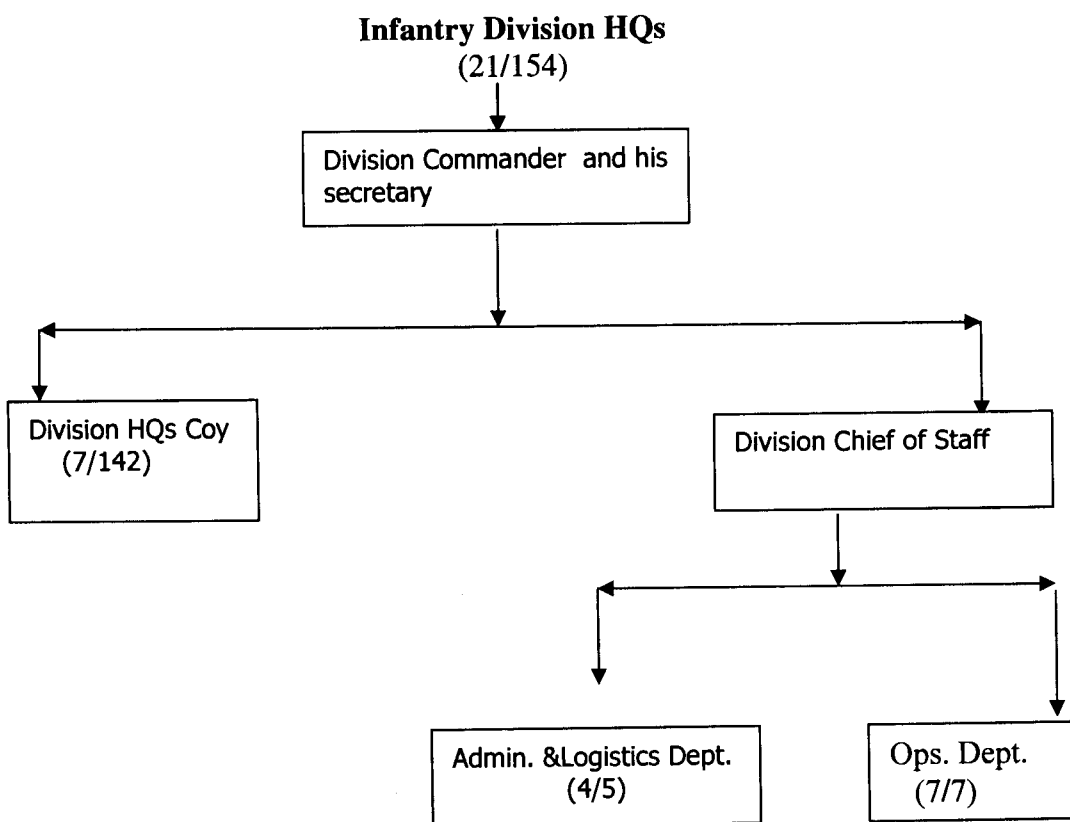 Infantry Division HQs
(21/154)
Division Commander and his
secretary
Division HQs Coy
(7/142)
Division Chief of Staff
Admin. &Logistics Dept.
(4/5)
Ops. Dept.
(7/7)